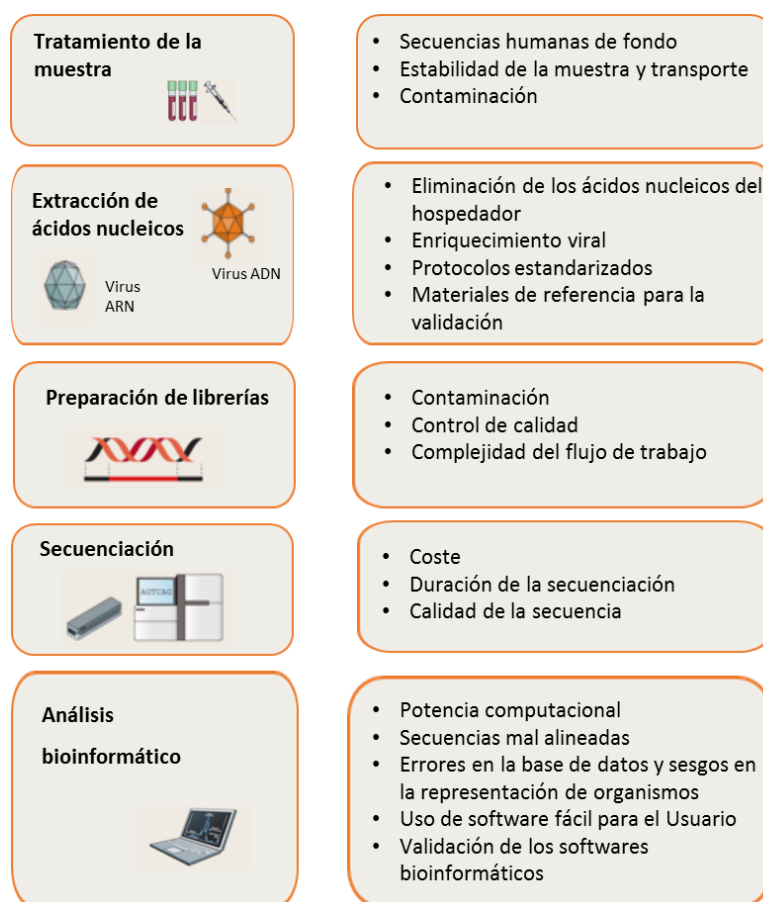 Tratamiento de la
muestra
• Secuencias humanas de fondo
• Estabilidad de la muestra y transporte
• Contaminación
Extracción de
ácidos nucleicos
Virus ADN
Virus
ARN
• Eliminación de los ácidos nucleicos del
hospedador
• Enriquecimiento viral
• Protocolos estandarizados
• Materiales de referencia para la
validación
Preparación de librerías
• Contaminación
• Control de calidad
• Complejidad del flujo de trabajo
Secuenciación
AGTCAG
• Coste
• Duración de la secuenciación
• Calidad de la secuencia
Análisis
bioinformático
• Potencia computacional
• Secuencias mal alineadas
• Errores en la base de datos y sesgos en
la representación de organismos
• Uso de software fácil para el Usuario
• Validación de los softwares
bioinformáticos